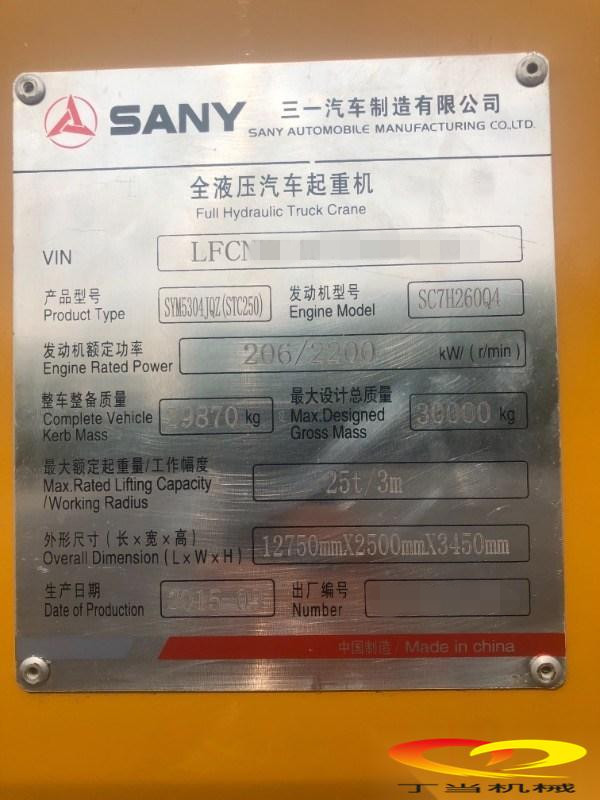 SANY 三一汽车制造有限公司
SANY AUTOMOBILE MANUFACTURING CO.LTD.
全液压汽车起重机
Full Hydraulic Truck Crane
VIN LFCN
产品型号 SYM5304JQZ(STC250) 发动机型号 SC7H260Q4
Product Type Engine Model
发动机额定功率 206/2200 kW/ ( r/min )
Engine Rated Power
整车整备质量 29870 kg 最大设计总质量 30000 kg
Complete Vehicle Max.Designed
Kerb Mass Gross Mass
最大额定起重量/工作幅度
Max.Rated Lifting Capacity 25t/3m
/Working Radius
外形尺寸 ( 长×宽×高 ) 12750mmX2500mmX3450mm
Overall Dimension ( L×W×H )
生产日期 2015-0 出厂编号
Date of Production Number
中国制造 / Made in china
丁当机械